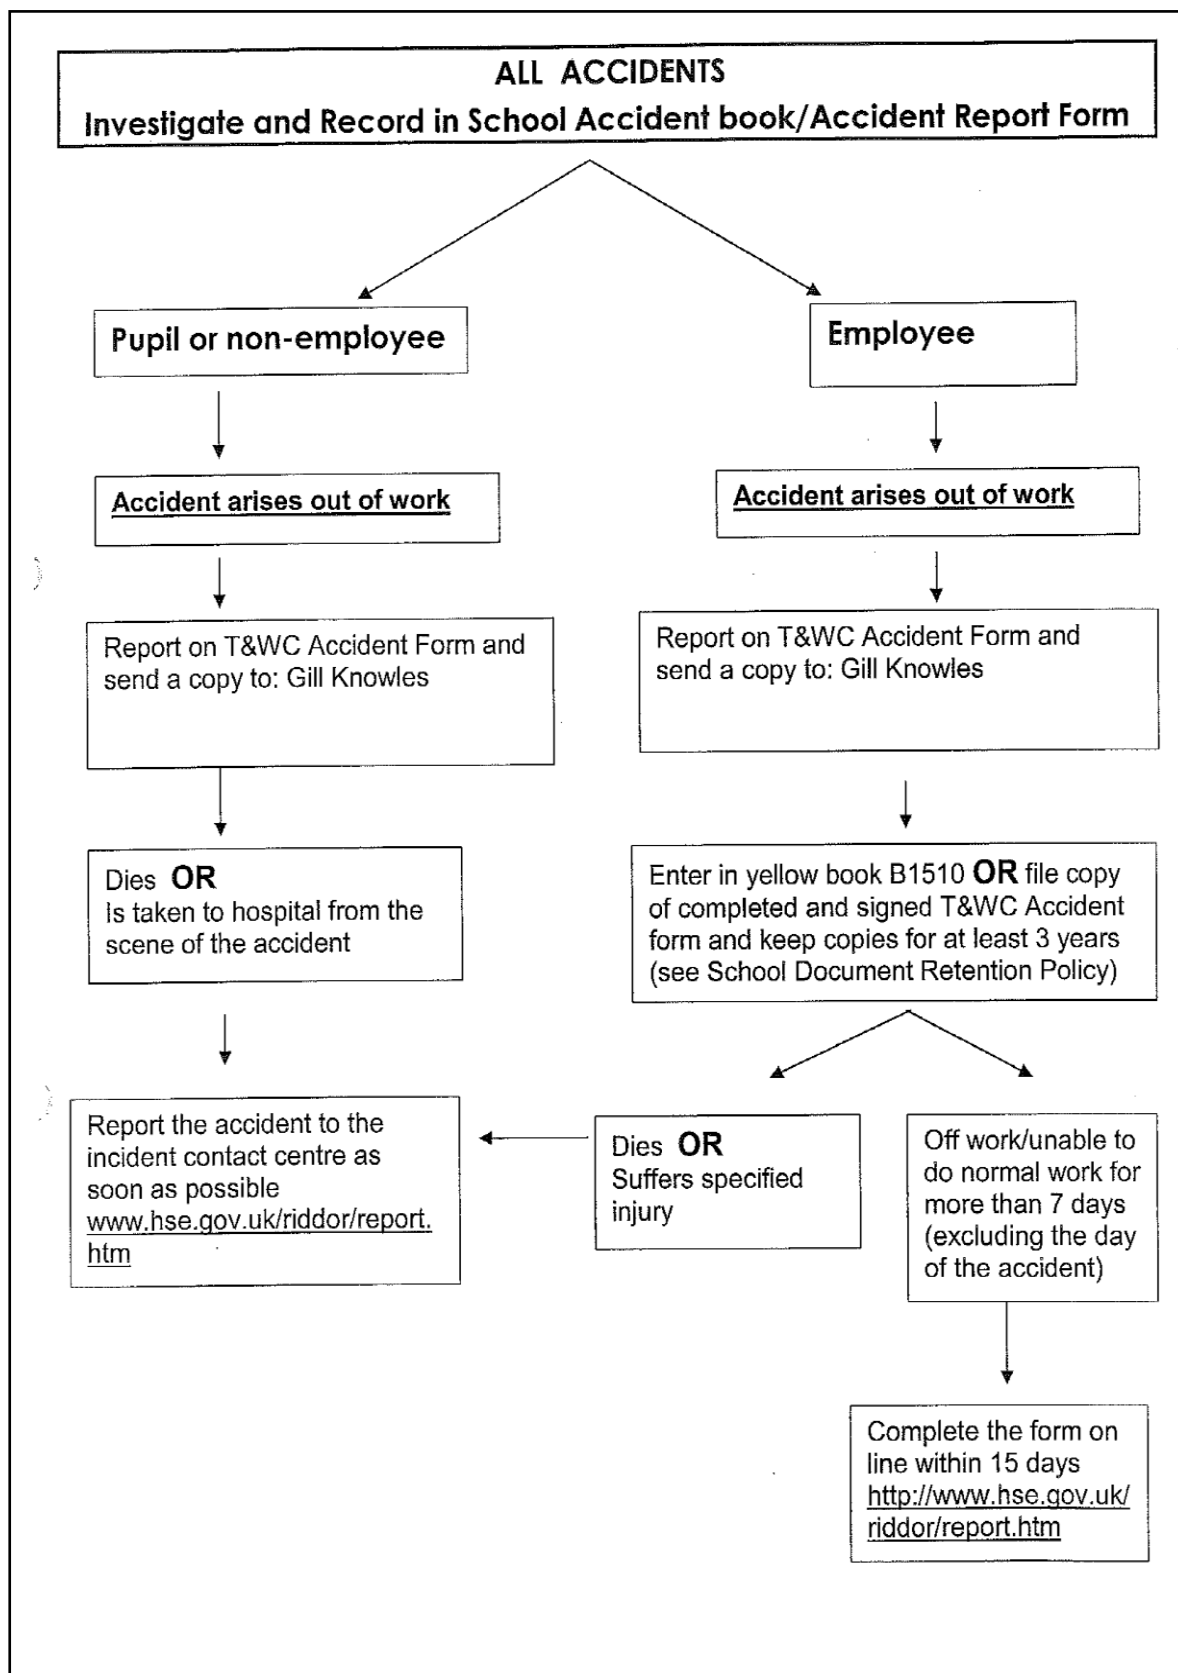 ALL ACCIDENTS
Investigate and Record in School Accident book/Accident Report Form
Pupil or non-employee
Employee
Accident arises out of work
Accident arises out of work
Report on T&WC Accident Form and
send a copy to: Gill Knowles
Report on T&WC Accident Form and
send a copy to: Gill Knowles
Dies OR
Is taken to hospital from the
scene of the accident
Enter in yellow book B1510 OR file copy
of completed and signed T&WC Accident
form and keep copies for at least 3 years
(see School Document Retention Policy)
Report the accident to the
incident contact centre as
soon as possible
www.hse.gov.uk/riddor/report.
htm
Dies OR
Suffers specified
injury
Off work/unable to
do normal work for
more than 7 days
(excluding the day
of the accident)
Complete the form on
line within 15 days
http://www.hse.gov.uk/
riddor/report.htm